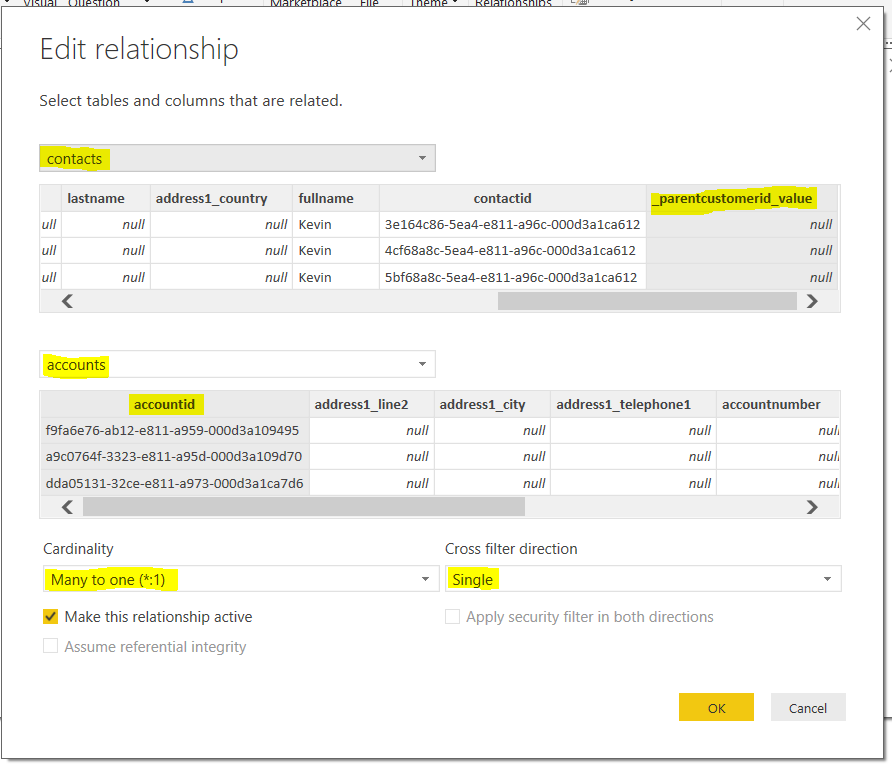 Visual Question Marketplace File Theme Relationships
Edit relationship
Select tables and columns that are related.
contacts
lastname address1_country fullname contactid _parentcustomerid_value
ull null null Kevin 3e164c86-5ea4-e811-a96c-000d3a1ca612 null
ull null null Kevin 4cf68a8c-5ea4-e811-a96c-000d3a1ca612 null
ull null null Kevin 5bf68a8c-5ea4-e811-a96c-000d3a1ca612 null
accounts
accountid address1_line2 address1_city address1_telephone1 accountnumber
f9fa6e76-ab12-e811-a959-000d3a109495 null null null nul
a9c0764f-3323-e811-a95d-000d3a109d70 null null null nul
dda05131-32ce-e811-a973-000d3a1ca7d6 null null null nul
Cardinality Cross filter direction
Many to one (*:1) Single
Make this relationship active Apply security filter in both directions
Assume referential integrity
OK Cancel